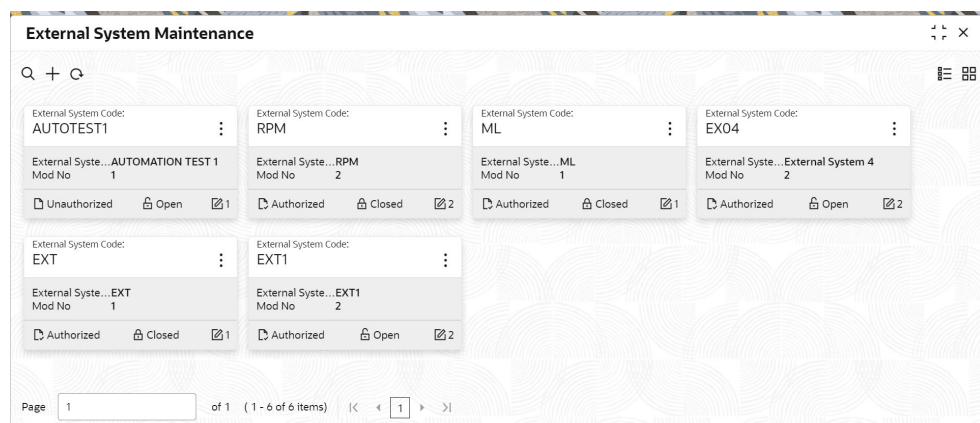 External System Maintenance
External System Code: External System Code: External System Code: External System Code:
AUTOTEST1 RPM ML EX04
External Syste...AUTOMATION TEST 1 External Syste...RPM External Syste...ML External Syste...External System 4
Mod No 1 Mod No 2 Mod No 1 Mod No 2
Unauthorized Open 1 Authorized Closed 2 Authorized Closed 1 Authorized Open 2
External System Code: External System Code:
EXT EXT1
External Syste...EXT External Syste...EXT1
Mod No 1 Mod No 2
Authorized Closed 1 Authorized Open 2
Page 1 of 1 ( 1 - 6 of 6 items) 1